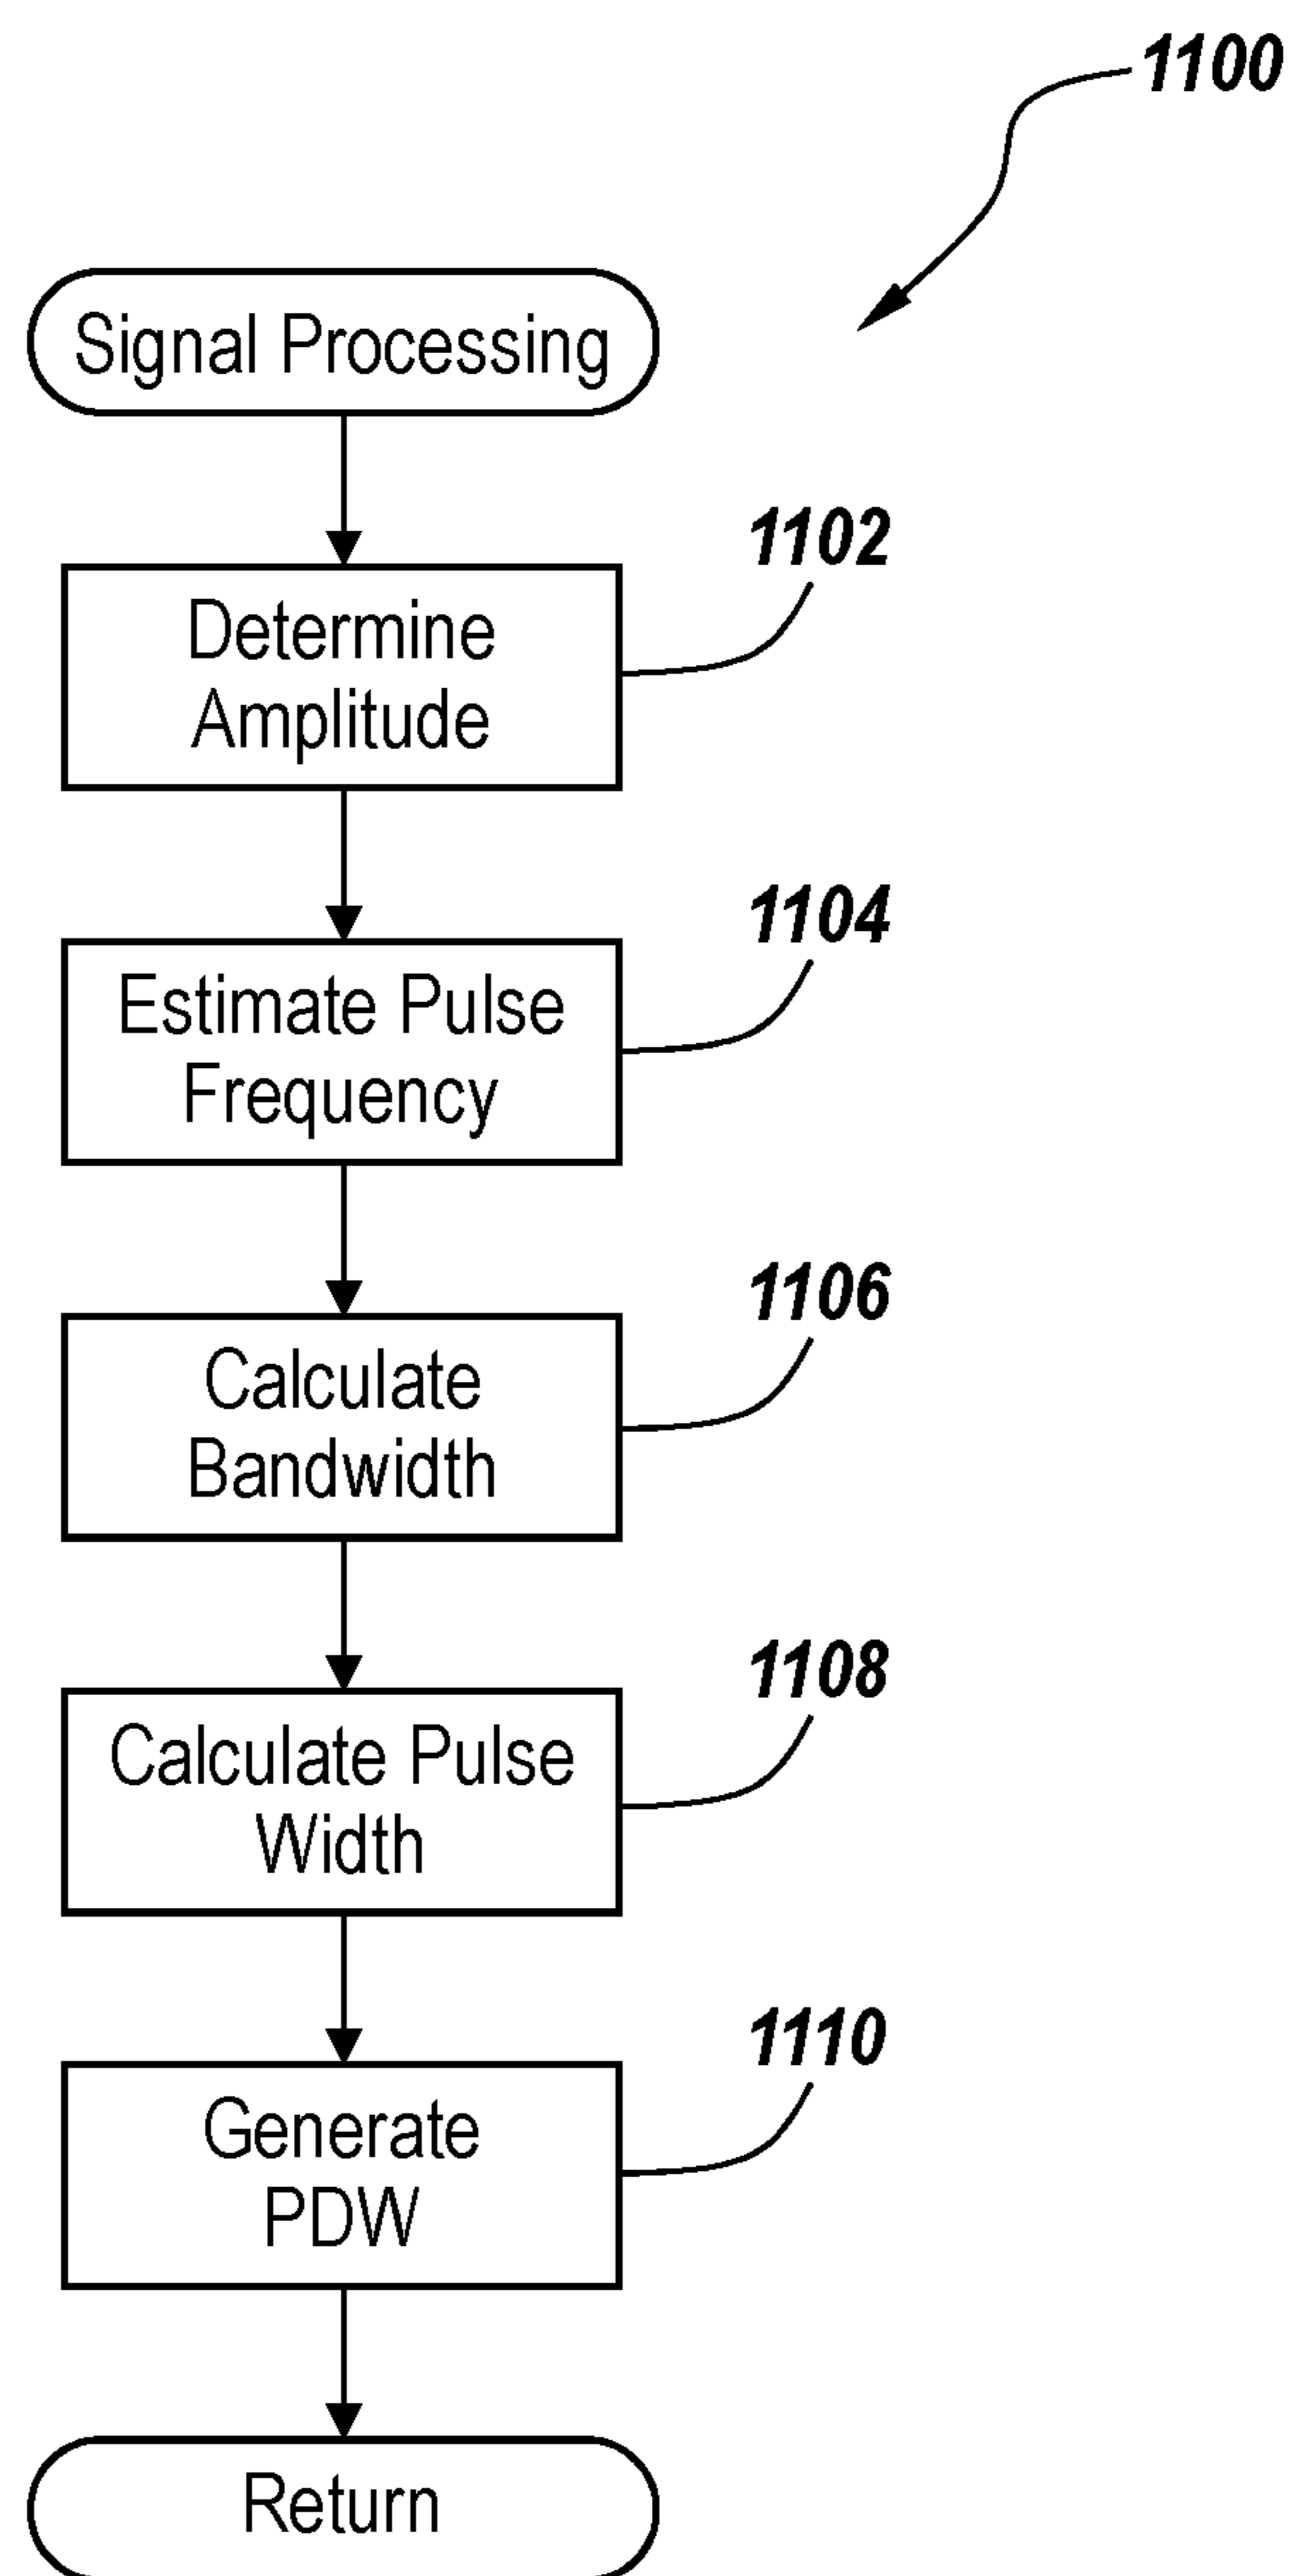 1100
Signal Processing
1102
Determine
Amplitude
1104
Estimate Pulse
Frequency
1106
Calculate
Bandwidth
1108
Calculate Pulse
Width
1110
Generate
PDW
Return